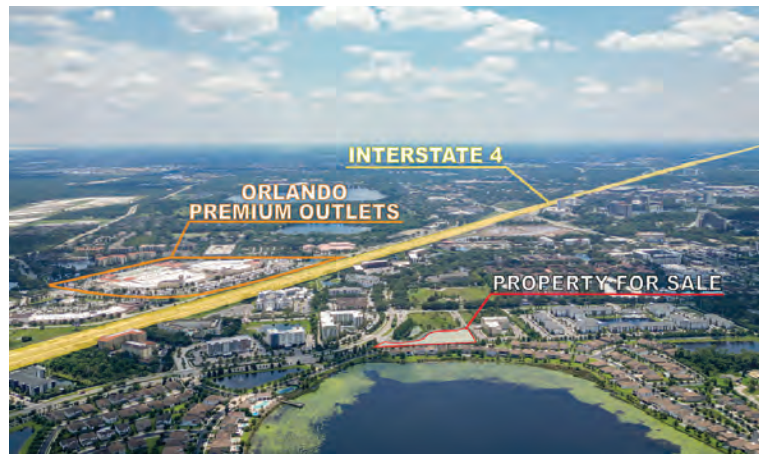 INTERSTATE 4
ORLANDO
PREMIUM OUTLETS
PROPERTY FOR SALE